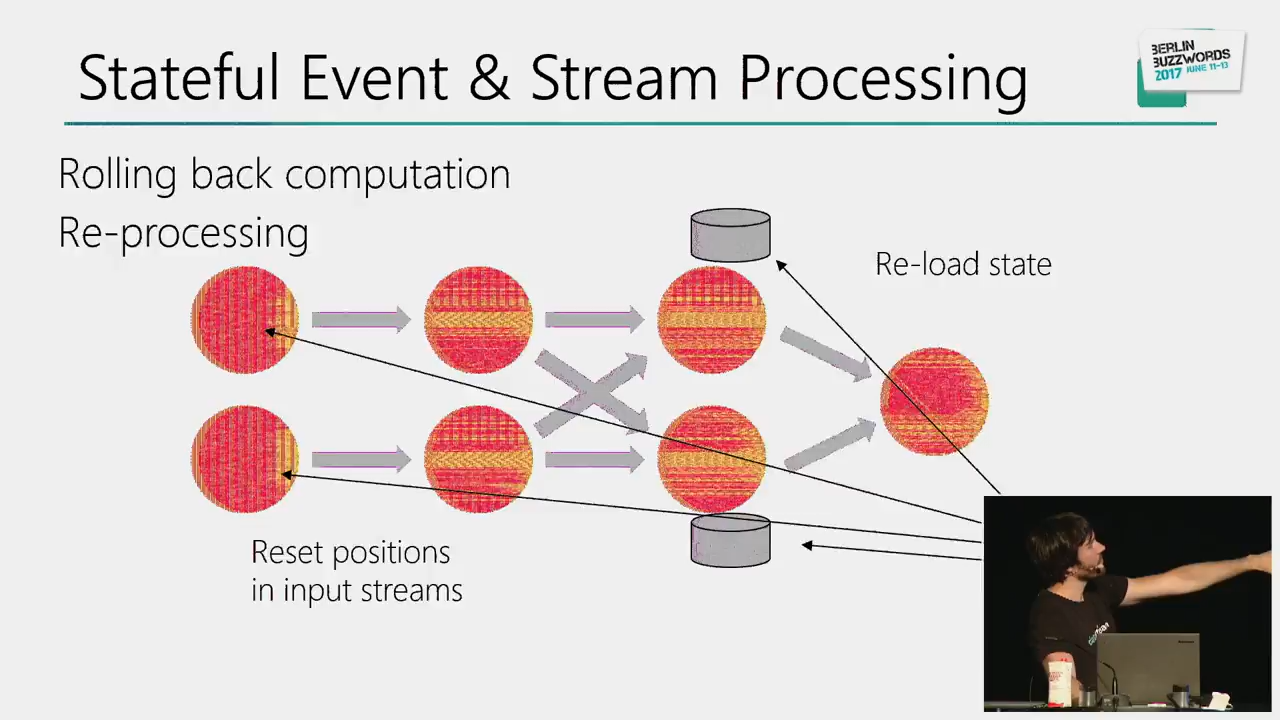 Stateful Event & Stream Processing
BERLIN
BUZZWORDS
2017 JUNE 11-13
Rolling back computation
Re-processing
Re-load state
Reset positions
in input streams